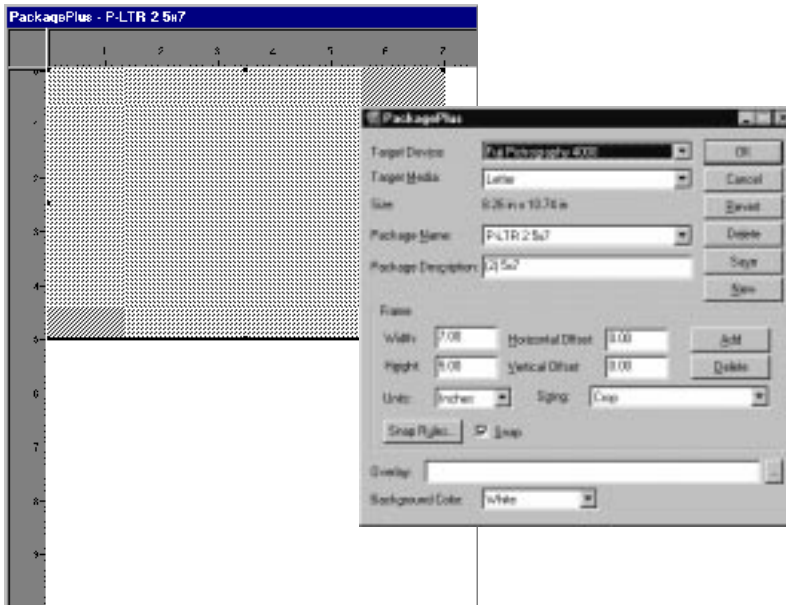 PackagePlus - P-LTR 2 5x7
1 2 3 4 5 6 7
0
1
2
3
4
5
6
7
8
9
PackagePlus
Target Device: Fuji Pictrography 4000
OK
Target Media: Letter
Cancel
Size: 8.26 in x 10.74 in
Revert
Package Name: P-LTR 2 5x7
Delete
Package Description: (2) 5x7
Save
New
Frame
Width: 7.00 Horizontal Offset: 0.00 Add
Height: 5.00 Vertical Offset: 0.00 Delete
Units: Inches Sizing: Crop
Snap Rules... Snap
Overlay: ...
Background Color: White